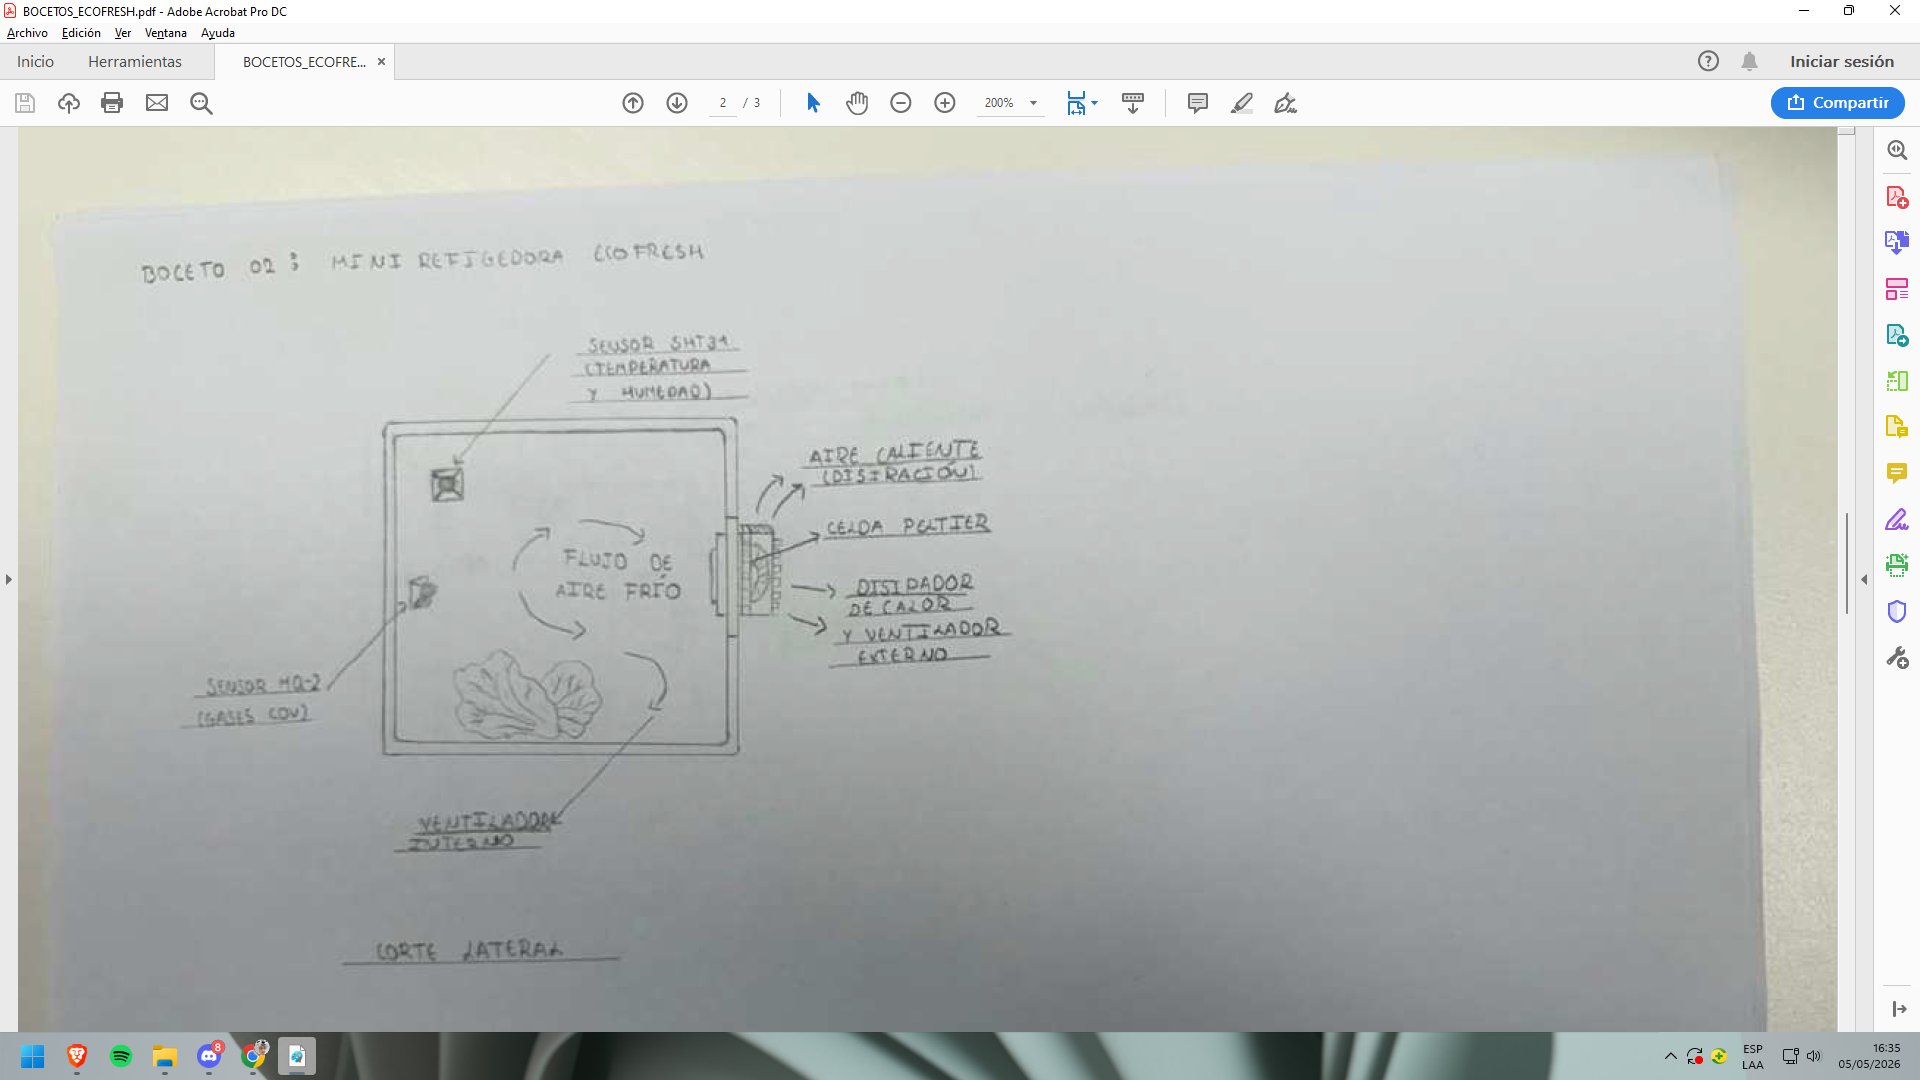 BOCETOS_ECOFRESH.pdf - Adobe Acrobat Pro DC
Archivo Edición Ver Ventana Ayuda
Inicio Herramientas BOCETOS_ECOFRE... × Iniciar sesión
2 / 3 200% Compartir
BOCETO 02: MINI REFIGEDORA ECOFRESH
SENSOR SHT31
(TEMPERATURA
Y HUMEDAD)
AIRE CALIENTE
(DISIRACIÓN)
CELDA PELTIER
FLUJO DE
AIRE FRÍO
DISIPADOR
DE CALOR
Y VENTILADOR
EXTERNO
SENSOR MQ-2
(GASES COV)
VENTILADOR
INTERNO
CORTE LATERAL
8
ESP
LAA
16:35
05/05/2026